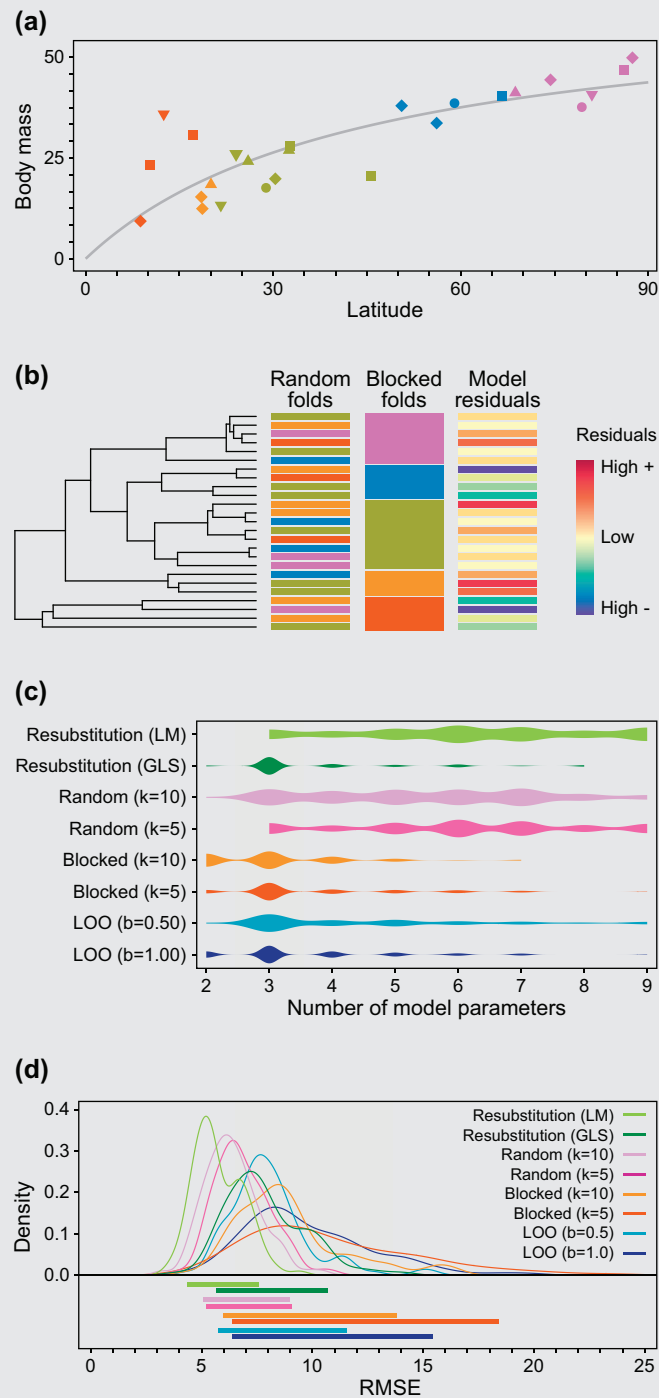 (a)
50
25
0
Body mass
0 30 60 90
Latitude
(b)
Random folds
Blocked folds
Model residuals
Residuals
High +
Low
High -
(c)
Resubstitution (LM)
Resubstitution (GLS)
Random (k=10)
Random (k=5)
Blocked (k=10)
Blocked (k=5)
LOO (b=0.50)
LOO (b=1.00)
2 3 4 5 6 7 8 9
Number of model parameters
(d)
0.4
0.3
0.2
0.1
0.0
Density
Resubstitution (LM)
Resubstitution (GLS)
Random (k=10)
Random (k=5)
Blocked (k=10)
Blocked (k=5)
LOO (b=0.5)
LOO (b=1.0)
0 5 10 15 20 25
RMSE